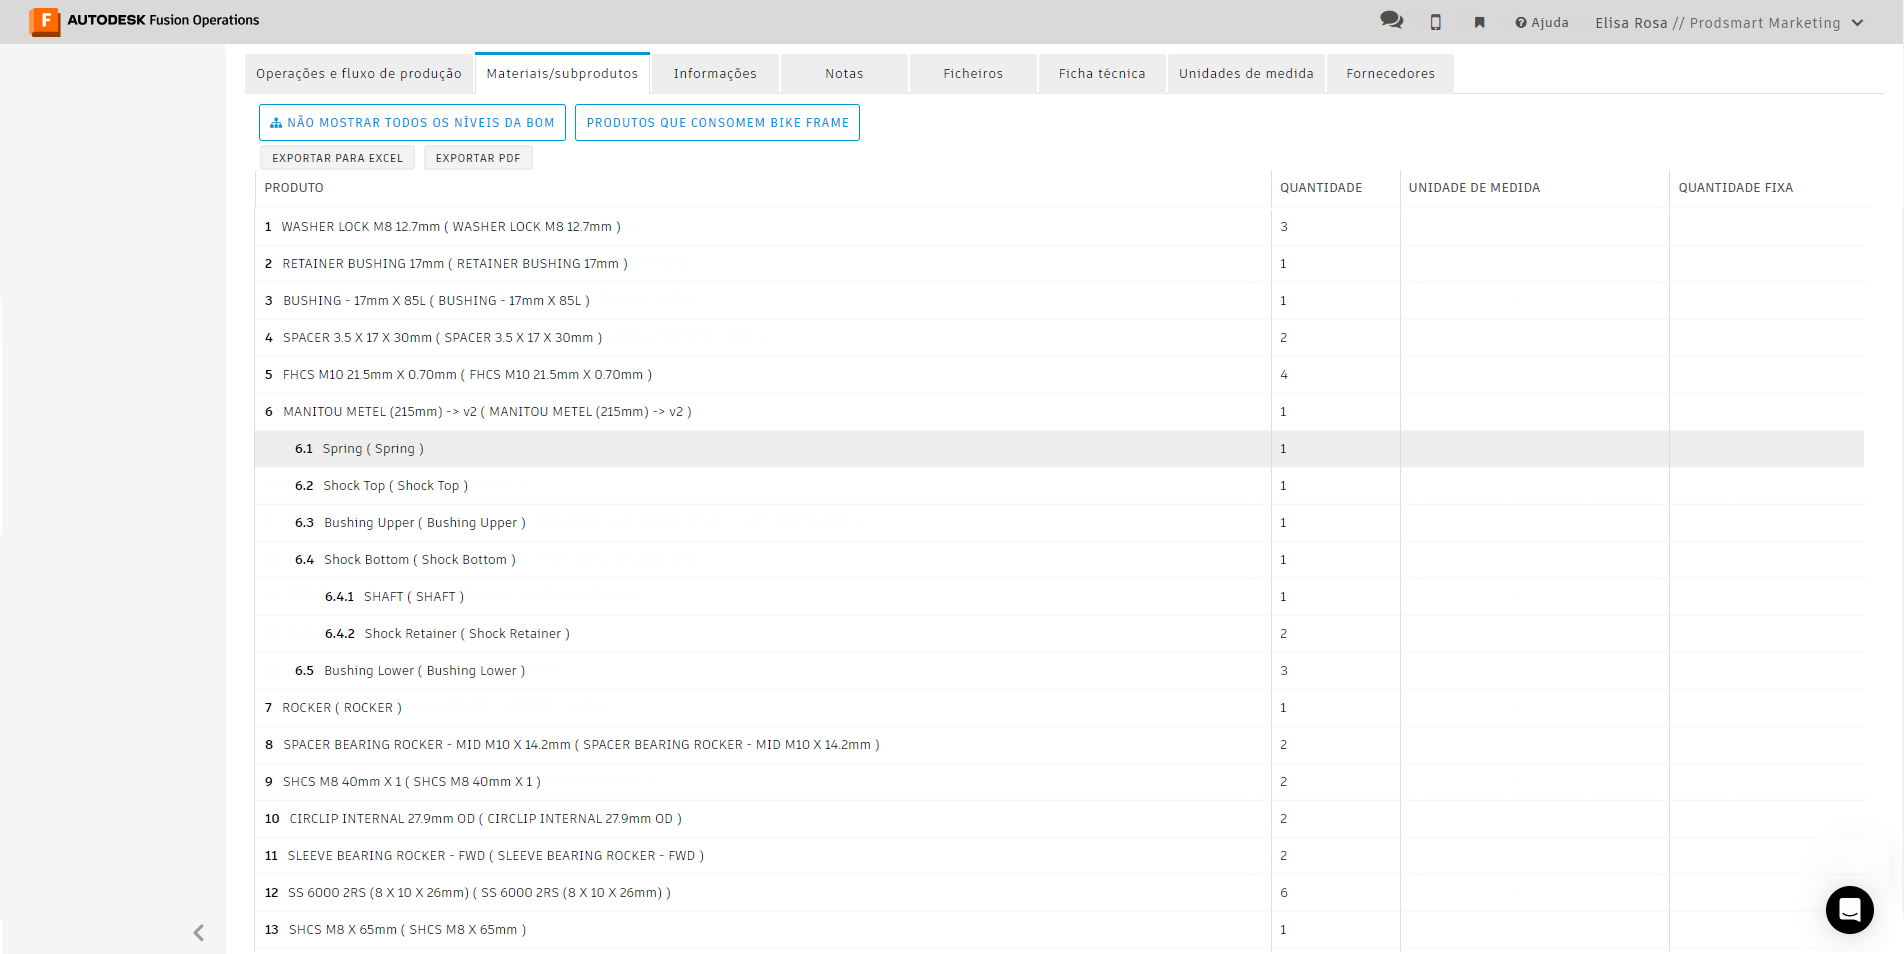 F AUTODESK Fusion Operations
Ajuda
Elisa Rosa // Prodsmart Marketing
Operações e fluxo de produção
Materiais/subprodutos
Informações
Notas
Ficheiros
Ficha técnica
Unidades de medida
Fornecedores
NÃO MOSTRAR TODOS OS NÍVEIS DA BOM
PRODUTOS QUE CONSOMEM BIKE FRAME
EXPORTAR PARA EXCEL
EXPORTAR PDF
PRODUTO QUANTIDADE UNIDADE DE MEDIDA QUANTIDADE FIXA
1 WASHER LOCK M8 12.7mm ( WASHER LOCK M8 12.7mm ) 3
2 RETAINER BUSHING 17mm ( RETAINER BUSHING 17mm ) 1
3 BUSHING - 17mm X 85L ( BUSHING - 17mm X 85L ) 1
4 SPACER 3.5 X 17 X 30mm ( SPACER 3.5 X 17 X 30mm ) 2
5 FHCS M10 21.5mm X 0.70mm ( FHCS M10 21.5mm X 0.70mm ) 4
6 MANITOU METEL (215mm) -> v2 ( MANITOU METEL (215mm) -> v2 ) 1
6.1 Spring ( Spring ) 1
6.2 Shock Top ( Shock Top ) 1
6.3 Bushing Upper ( Bushing Upper ) 1
6.4 Shock Bottom ( Shock Bottom ) 1
6.4.1 SHAFT ( SHAFT ) 1
6.4.2 Shock Retainer ( Shock Retainer ) 2
6.5 Bushing Lower ( Bushing Lower ) 3
7 ROCKER ( ROCKER ) 1
8 SPACER BEARING ROCKER - MID M10 X 14.2mm ( SPACER BEARING ROCKER - MID M10 X 14.2mm ) 2
9 SHCS M8 40mm X 1 ( SHCS M8 40mm X 1 ) 2
10 CIRCLIP INTERNAL 27.9mm OD ( CIRCLIP INTERNAL 27.9mm OD ) 2
11 SLEEVE BEARING ROCKER - FWD ( SLEEVE BEARING ROCKER - FWD ) 2
12 SS 6000 2RS (8 X 10 X 26mm) ( SS 6000 2RS (8 X 10 X 26mm) ) 6
13 SHCS M8 X 65mm ( SHCS M8 X 65mm ) 1